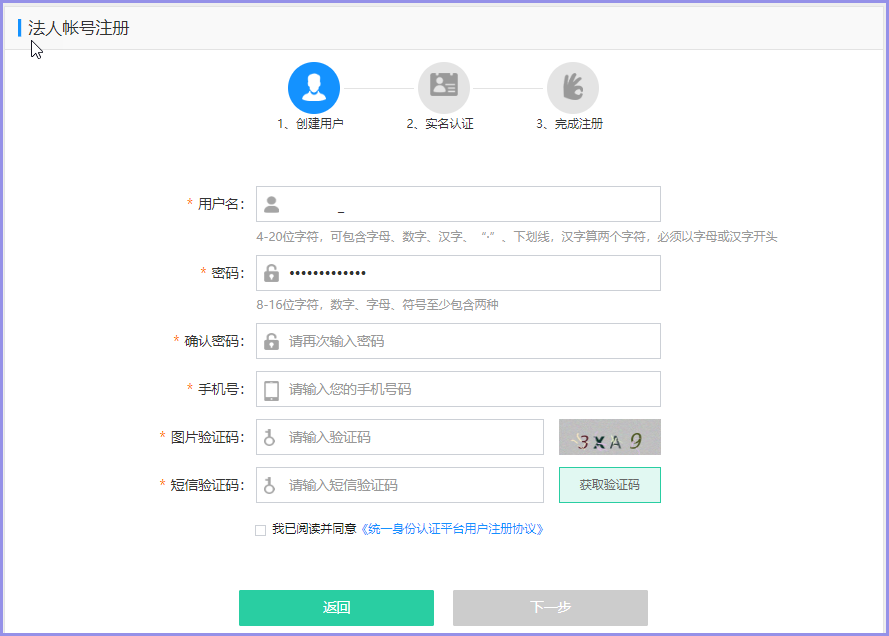 法人帐号注册
1、创建用户
2、实名认证
3、完成注册
* 用户名：
_
4-20位字符，可包含字母、数字、汉字、“·”、下划线，汉字算两个字符，必须以字母或汉字开头
* 密码：
•••••••••••••
8-16位字符，数字、字母、符号至少包含两种
* 确认密码：
请再次输入密码
* 手机号：
请输入您的手机号码
* 图片验证码：
请输入验证码
3XA9
* 短信验证码：
请输入短信验证码
获取验证码
我已阅读并同意《统一身份认证平台用户注册协议》
返回
下一步